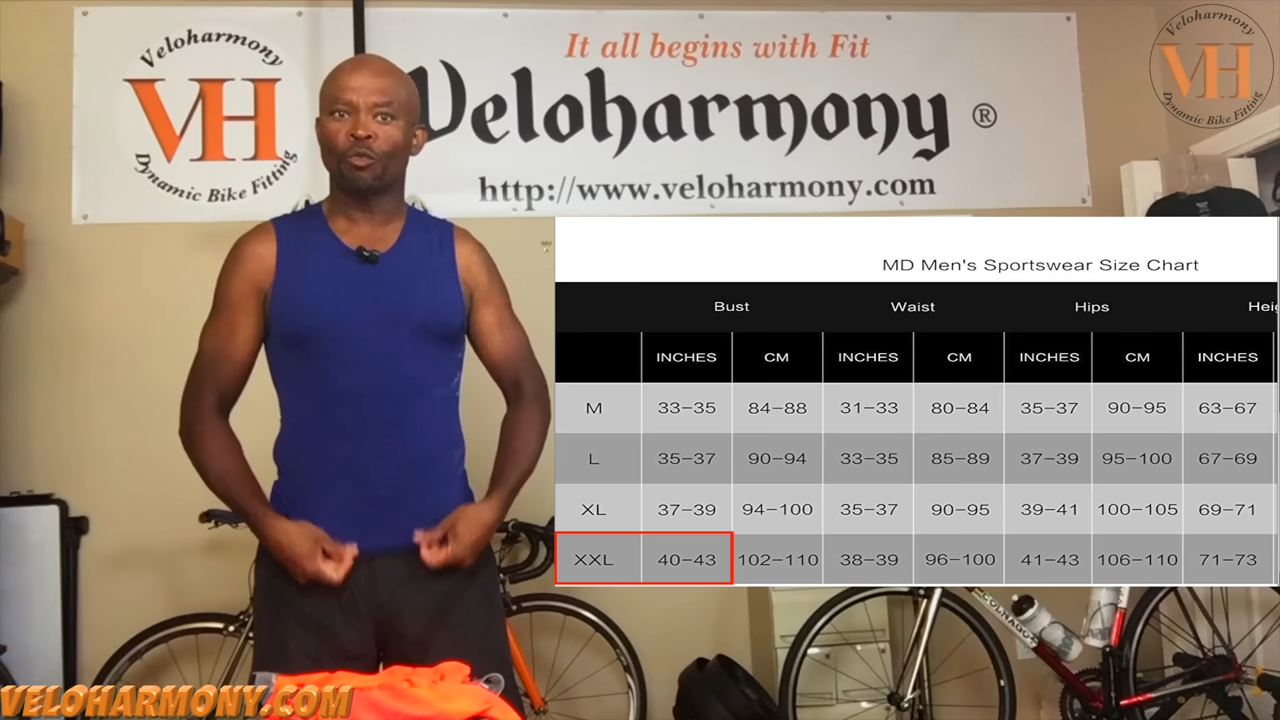 Veloharmony
VH
Dynamic Bike Fitting
It all begins with Fit
Veloharmony ®
http://www.veloharmony.com
Veloharmony
VH
Dynamic Bike Fitting
MD Men's Sportswear Size Chart
Bust Waist Hips Hei
INCHES CM INCHES CM INCHES CM INCHES
M 33–35 84–88 31–33 80–84 35–37 90–95 63–67
L 35–37 90–94 33–35 85–89 37–39 95–100 67–69
XL 37–39 94–100 35–37 90–95 39–41 100–105 69–71
XXL 40–43 102–110 38–39 96–100 41–43 106–110 71–73
COLNAGO
VELOHARMONY.COM